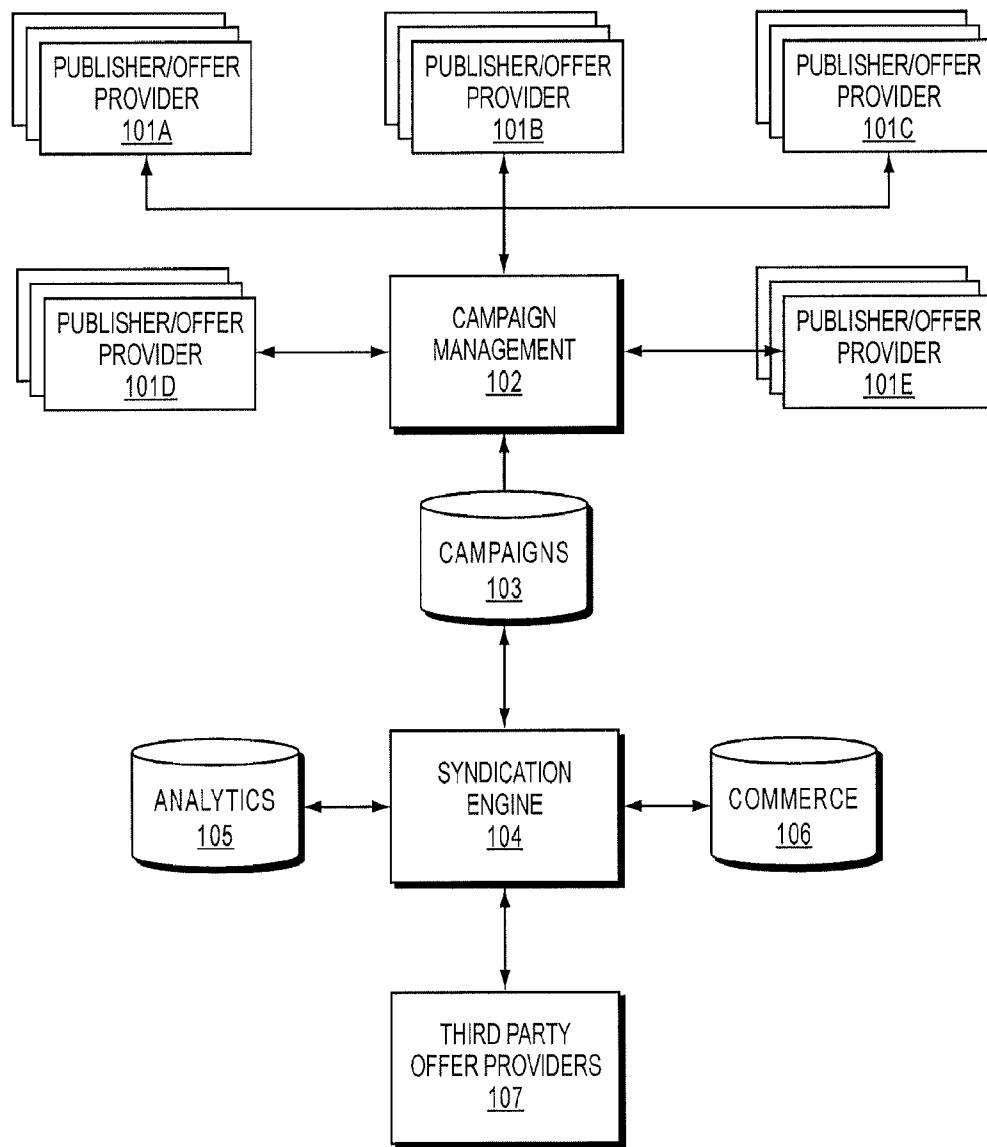 PUBLISHER/OFFER
PROVIDER
101A
PUBLISHER/OFFER
PROVIDER
101B
PUBLISHER/OFFER
PROVIDER
101C
PUBLISHER/OFFER
PROVIDER
101D
CAMPAIGN
MANAGEMENT
102
PUBLISHER/OFFER
PROVIDER
101E
CAMPAIGNS
103
ANALYTICS
105
SYNDICATION
ENGINE
104
COMMERCE
106
THIRD PARTY
OFFER PROVIDERS
107